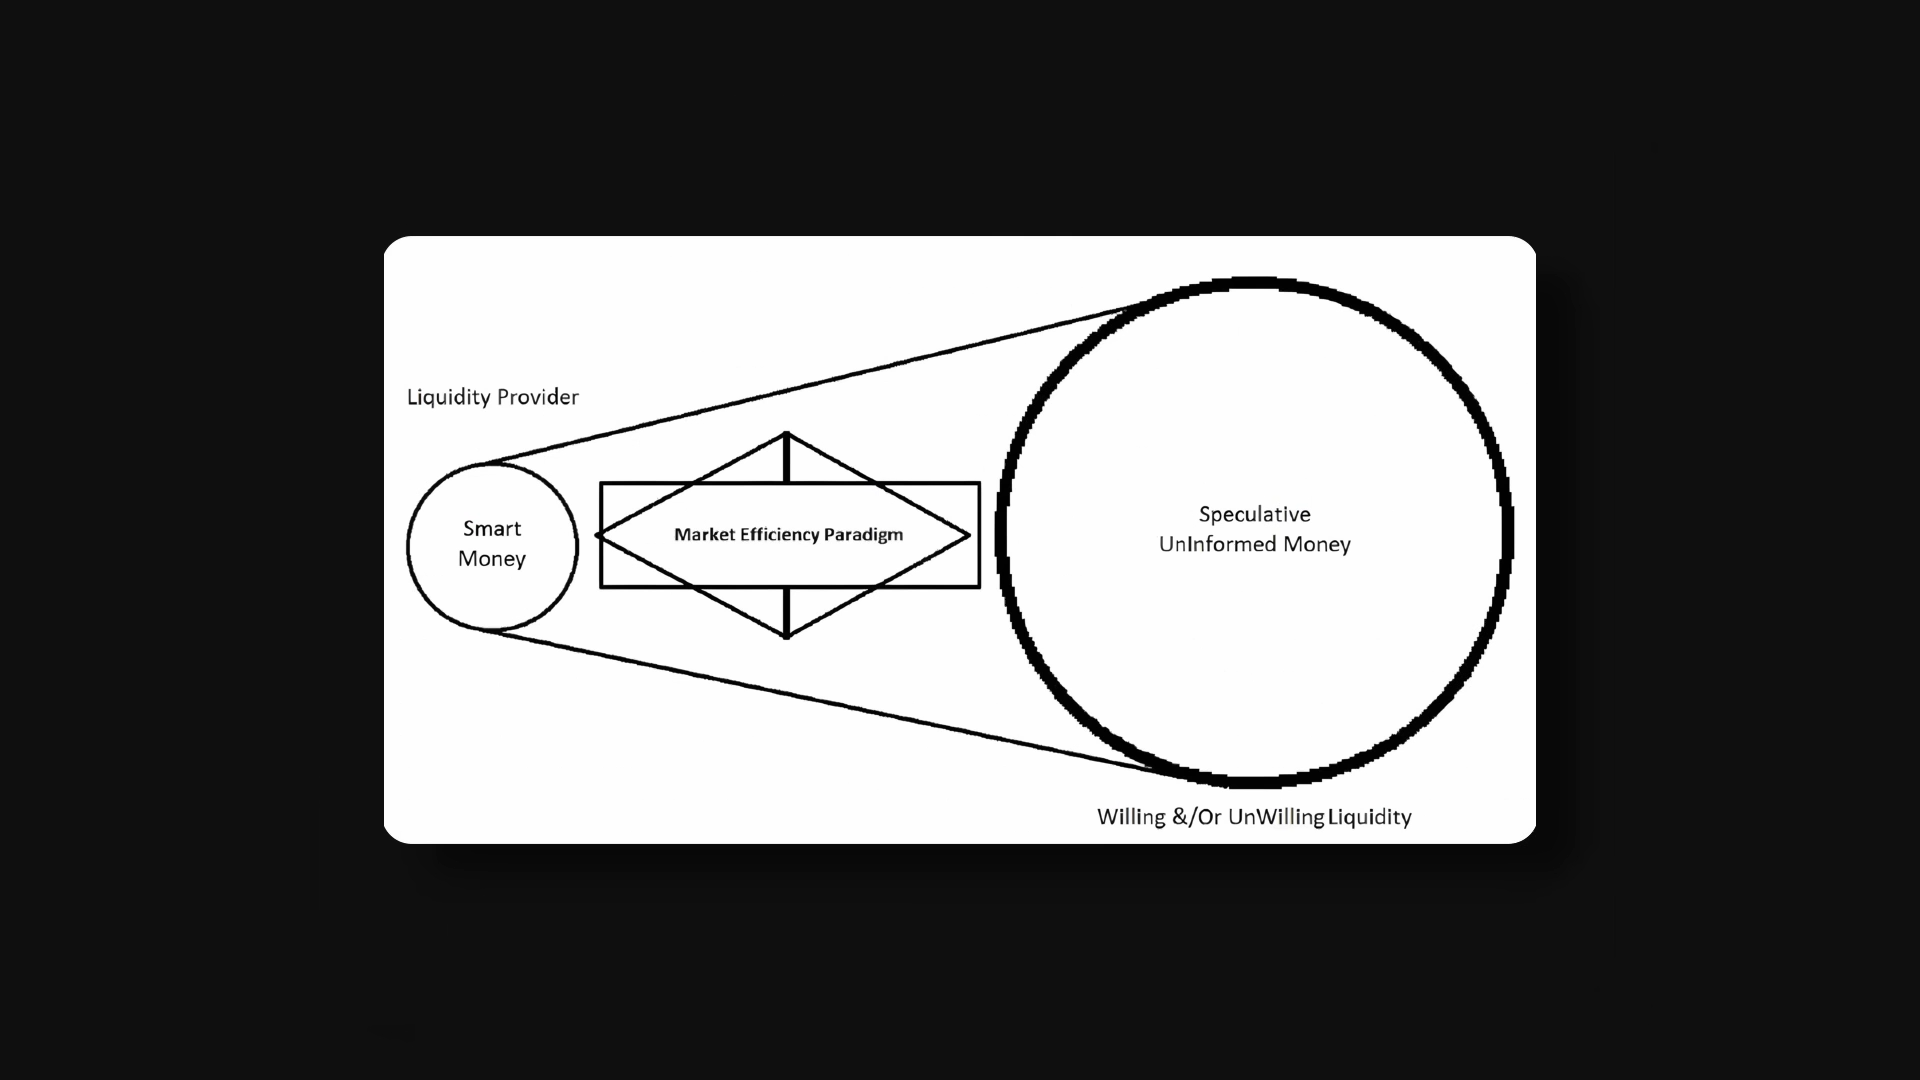 Liquidity Provider
Smart
Money
Market Efficiency Paradigm
Speculative
UnInformed Money
Willing &/Or UnWilling Liquidity